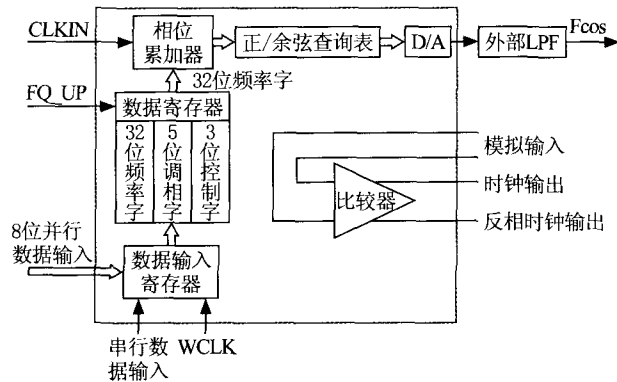 CLKIN
相位
累加器
正/余弦查询表
D/A
外部LPF
Fcos
32位频率字
FQ_UP
数据寄存器
32位频率字
5位调相字
3位控制字
模拟输入
时钟输出
反相时钟输出
比较器
8位并行
数据输入
数据输入
寄存器
串行数
据输入
WCLK